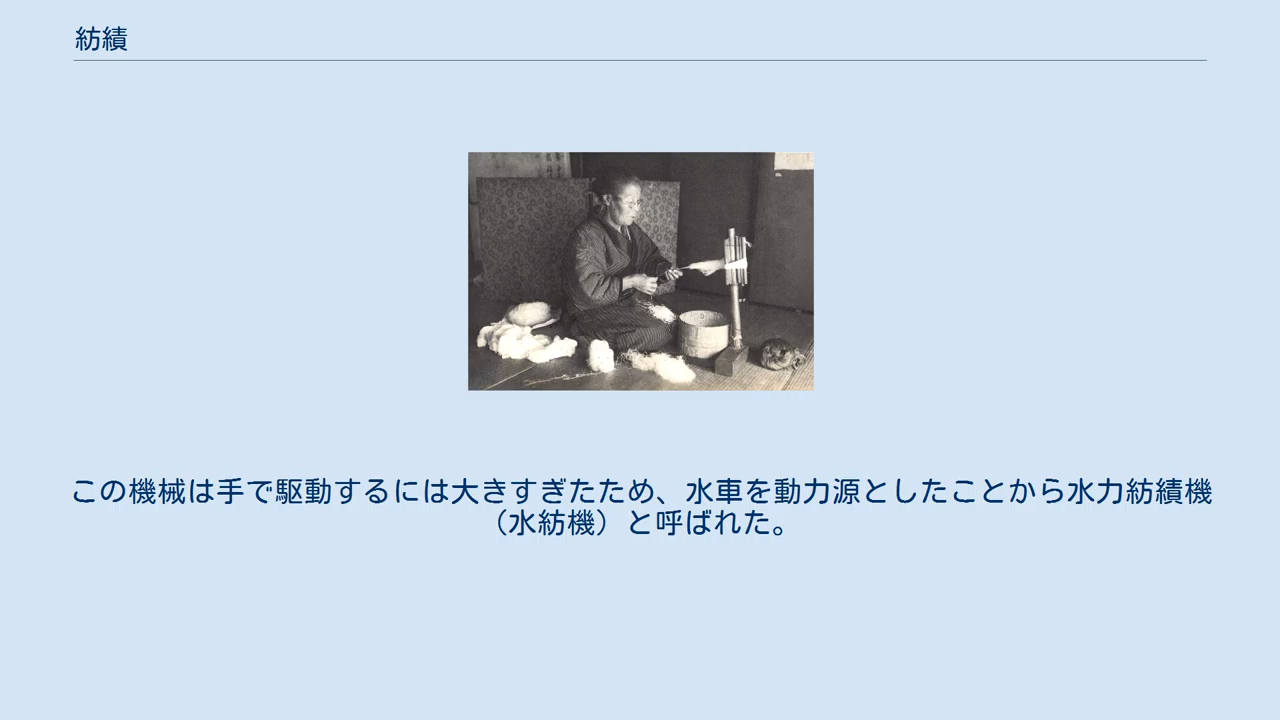 紡績
この機械は手で駆動するには大きすぎたため、水車を動力源としたことから水力紡績機
（水紡機）と呼ばれた。